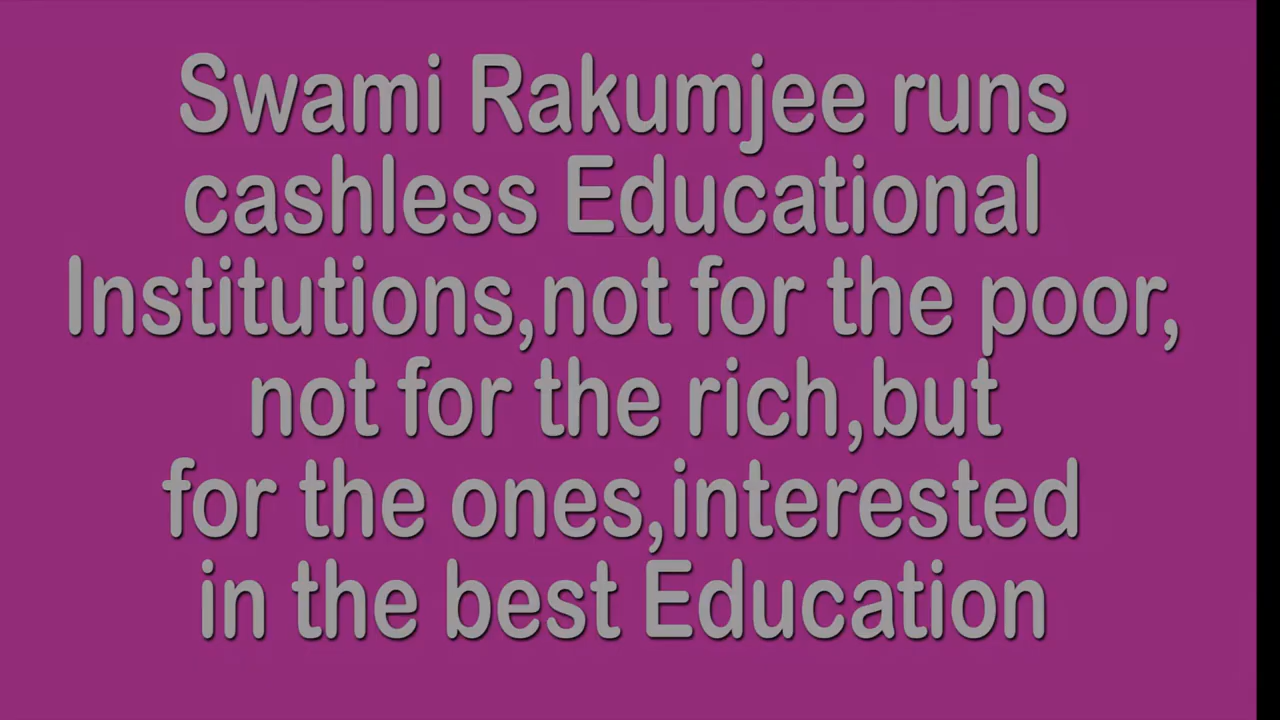 Swami Rakumjee runs
cashless Educational
Institutions,not for the poor,
not for the rich,but
for the ones,interested
in the best Education